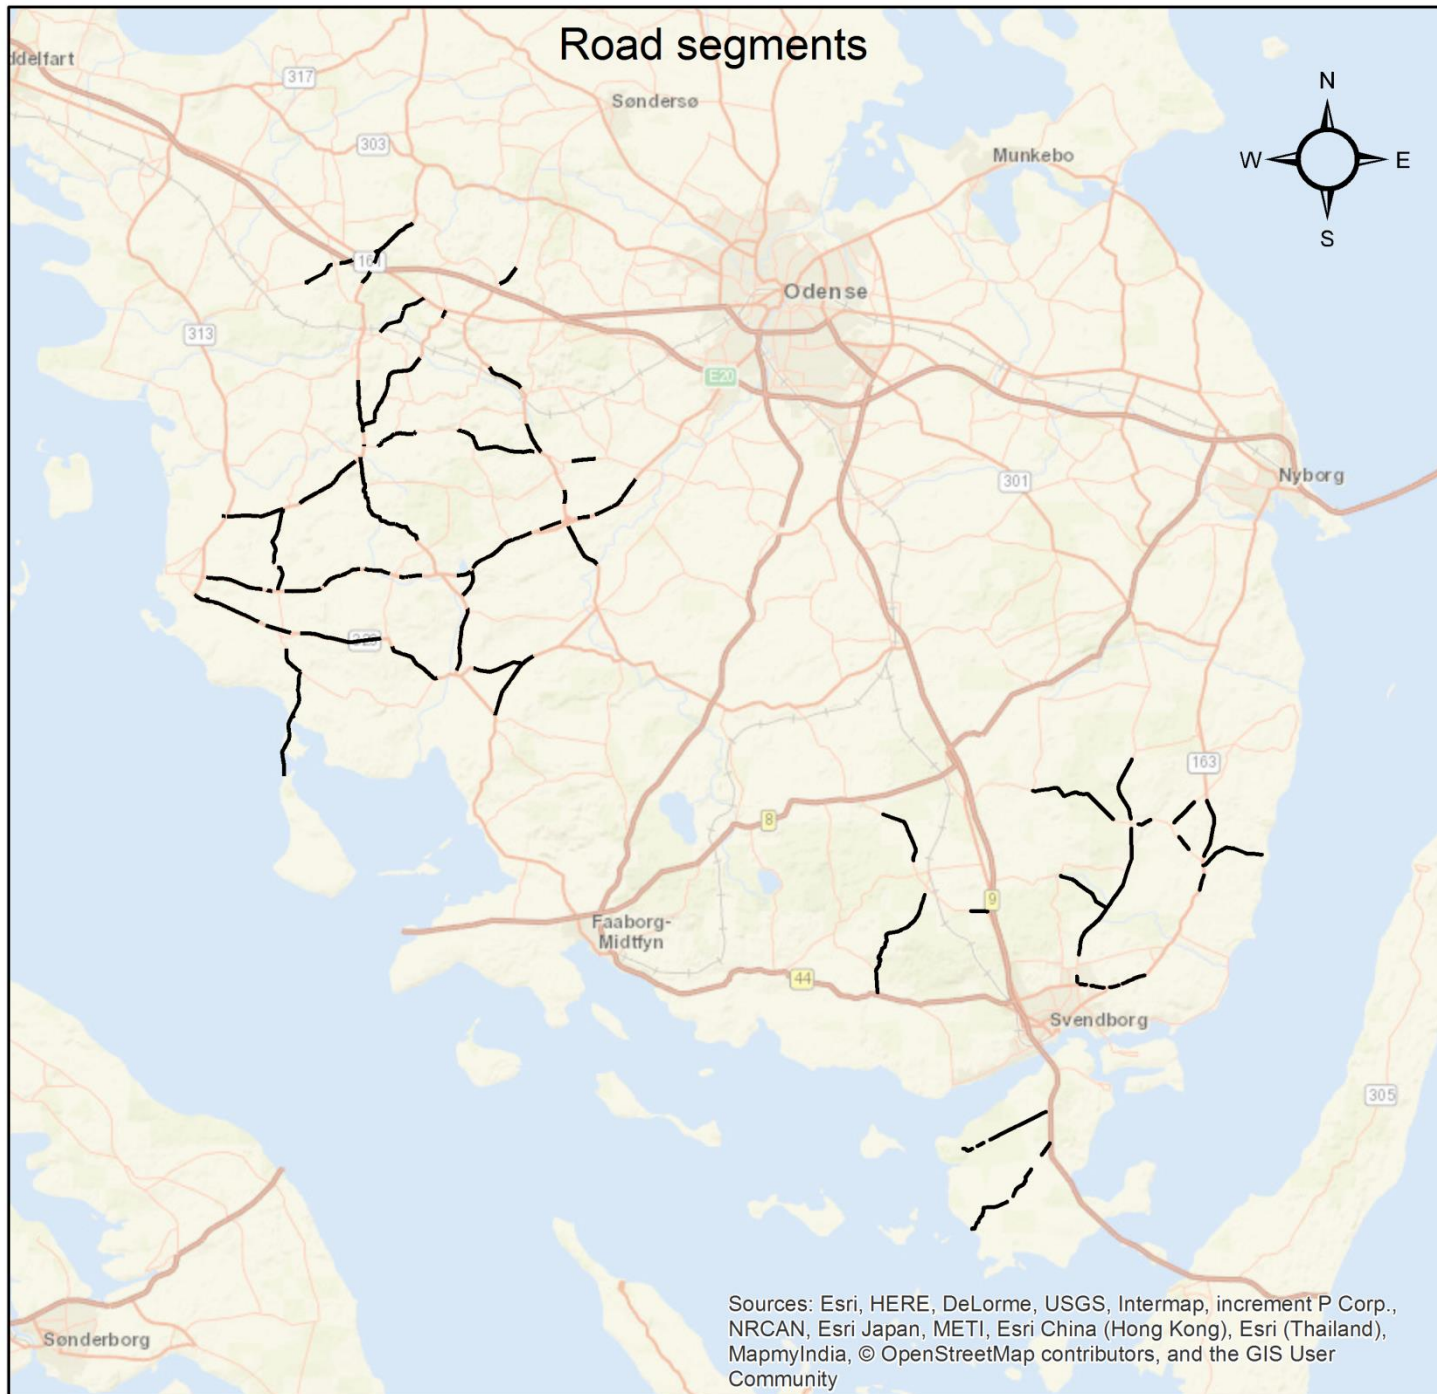 Road segments
ddelfart
317
Søndersø
N
303
Munkebo
W
E
S
161
Odense
313
E20
301
Nyborg
329
163
8
9
Faaborg-
Midtfyn
44
Svendborg
305
Sønderborg
Sources: Esri, HERE, DeLorme, USGS, Intermap, increment P Corp.,
NRCAN, Esri Japan, METI, Esri China (Hong Kong), Esri (Thailand),
MapmyIndia, © OpenStreetMap contributors, and the GIS User
Community